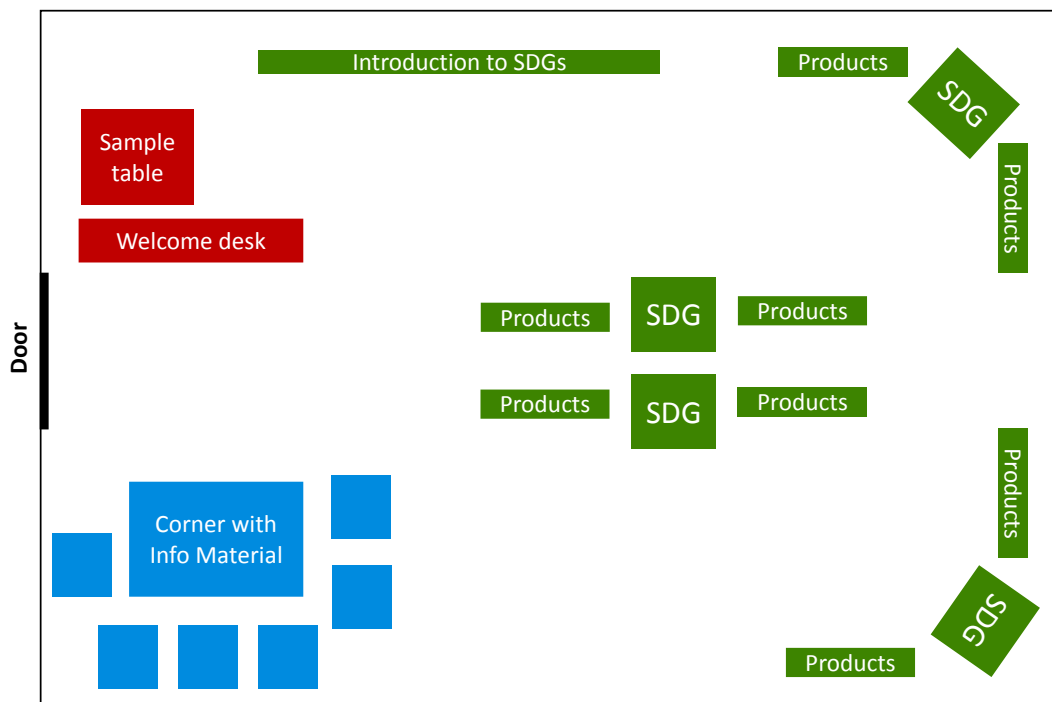 Introduction to SDGs
Products
SDG
Products
Sample
table
Welcome desk
Door
Products
SDG
Products
Products
SDG
Products
Products
Corner with
Info Material
SDG
Products